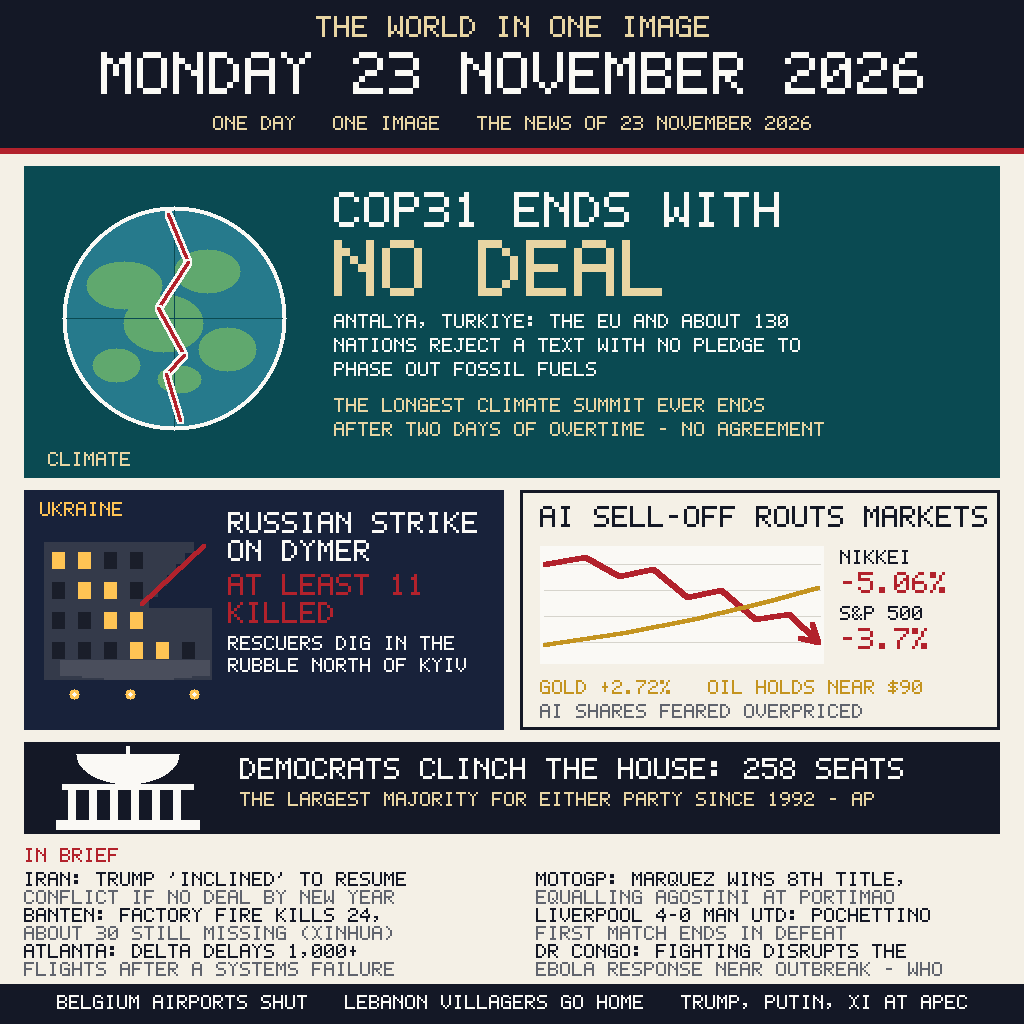 THE WORLD IN ONE IMAGE
MONDAY 23 NOVEMBER 2026
ONE DAY ONE IMAGE THE NEWS OF 23 NOVEMBER 2026
COP31 ENDS WITH
NO DEAL
ANTALYA, TURKIYE: THE EU AND ABOUT 130
NATIONS REJECT A TEXT WITH NO PLEDGE TO
PHASE OUT FOSSIL FUELS
THE LONGEST CLIMATE SUMMIT EVER ENDS
AFTER TWO DAYS OF OVERTIME - NO AGREEMENT
CLIMATE
UKRAINE
RUSSIAN STRIKE
ON DYMER
AT LEAST 11
KILLED
RESCUERS DIG IN THE
RUBBLE NORTH OF KYIV
AI SELL-OFF ROUTS MARKETS
NIKKEI
-5.06%
S&P 500
-3.7%
GOLD +2.72% OIL HOLDS NEAR $90
AI SHARES FEARED OVERPRICED
DEMOCRATS CLINCH THE HOUSE: 258 SEATS
THE LARGEST MAJORITY FOR EITHER PARTY SINCE 1992 - AP
IN BRIEF
IRAN: TRUMP 'INCLINED' TO RESUME
CONFLICT IF NO DEAL BY NEW YEAR
BANTEN: FACTORY FIRE KILLS 24,
ABOUT 30 STILL MISSING (XINHUA)
ATLANTA: DELTA DELAYS 1,000+
FLIGHTS AFTER A SYSTEMS FAILURE
MOTOGP: MARQUEZ WINS 8TH TITLE,
EQUALLING AGOSTINI AT PORTIMAO
LIVERPOOL 4-0 MAN UTD: POCHETTINO
FIRST MATCH ENDS IN DEFEAT
DR CONGO: FIGHTING DISRUPTS THE
EBOLA RESPONSE NEAR OUTBREAK - WHO
BELGIUM AIRPORTS SHUT LEBANON VILLAGERS GO HOME TRUMP, PUTIN, XI AT APEC